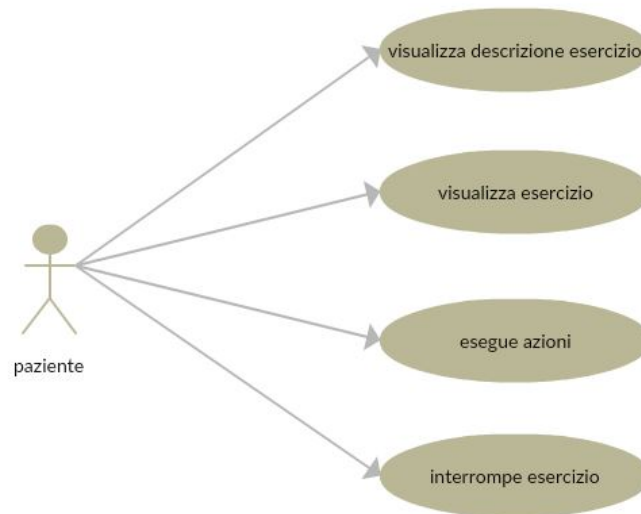 visualizza descrizione esercizio
visualizza esercizio
esegue azioni
paziente
interrompe esercizio